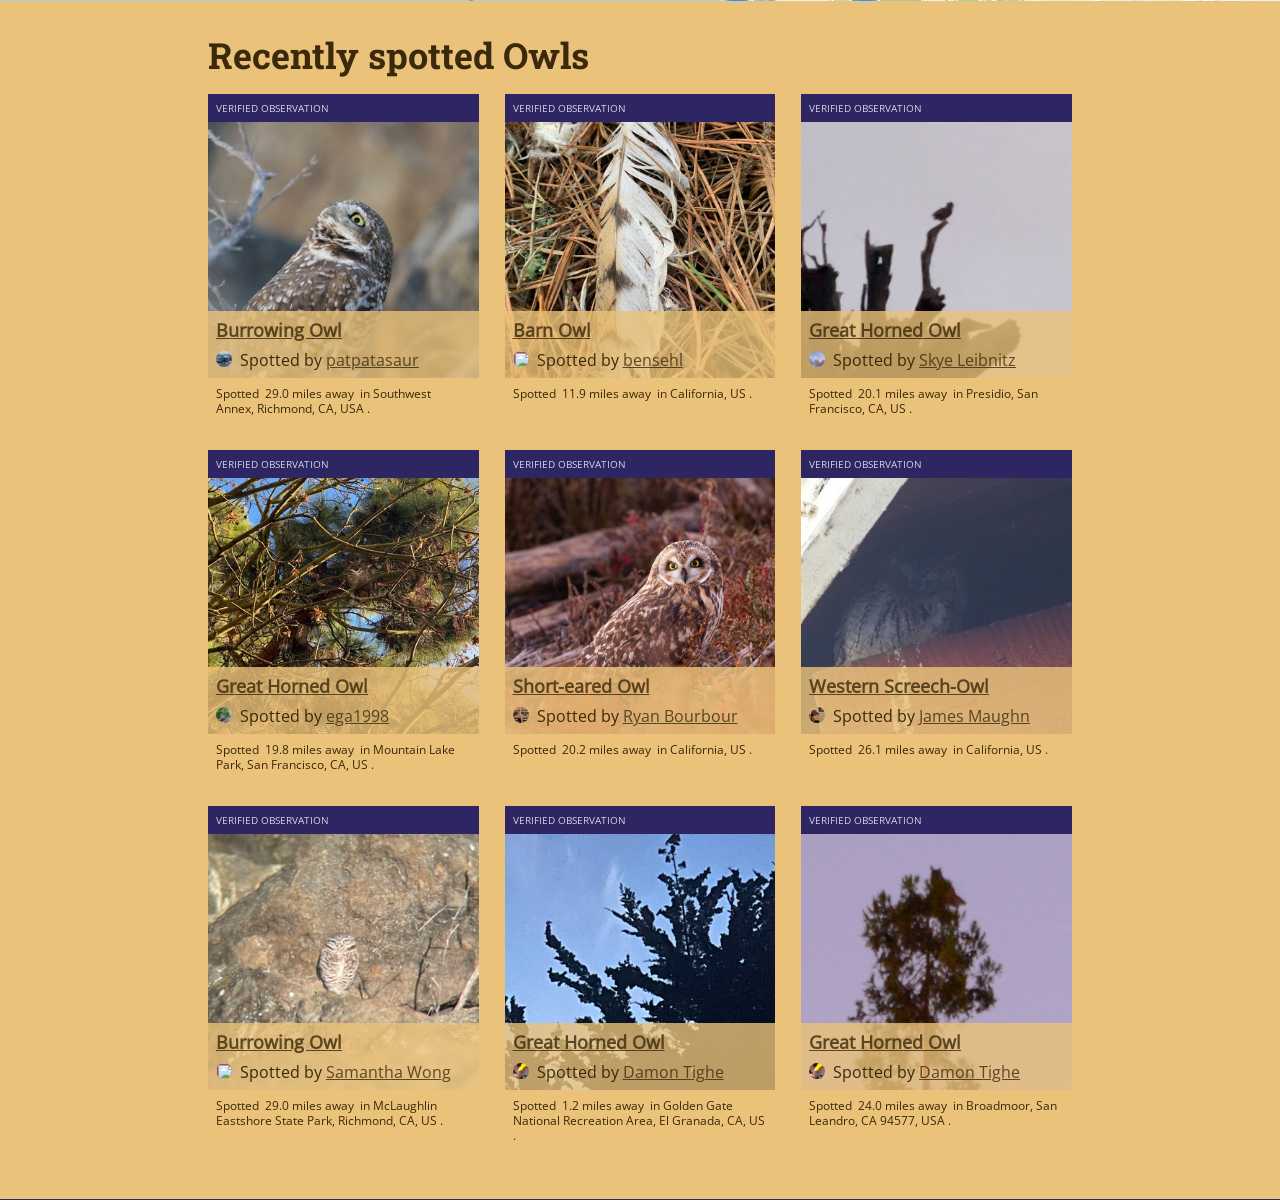 Recently spotted Owls
VERIFIED OBSERVATION
Burrowing Owl
Spotted by patpatasaur
Spotted 29.0 miles away in Southwest
Annex, Richmond, CA, USA .
VERIFIED OBSERVATION
Barn Owl
Spotted by bensehl
Spotted 11.9 miles away in California, US .
VERIFIED OBSERVATION
Great Horned Owl
Spotted by Skye Leibnitz
Spotted 20.1 miles away in Presidio, San
Francisco, CA, US .
VERIFIED OBSERVATION
Great Horned Owl
Spotted by ega1998
Spotted 19.8 miles away in Mountain Lake
Park, San Francisco, CA, US .
VERIFIED OBSERVATION
Short-eared Owl
Spotted by Ryan Bourbour
Spotted 20.2 miles away in California, US .
VERIFIED OBSERVATION
Western Screech-Owl
Spotted by James Maughn
Spotted 26.1 miles away in California, US .
VERIFIED OBSERVATION
Burrowing Owl
Spotted by Samantha Wong
Spotted 29.0 miles away in McLaughlin
Eastshore State Park, Richmond, CA, US .
VERIFIED OBSERVATION
Great Horned Owl
Spotted by Damon Tighe
Spotted 1.2 miles away in Golden Gate
National Recreation Area, El Granada, CA, US
.
VERIFIED OBSERVATION
Great Horned Owl
Spotted by Damon Tighe
Spotted 24.0 miles away in Broadmoor, San
Leandro, CA 94577, USA .